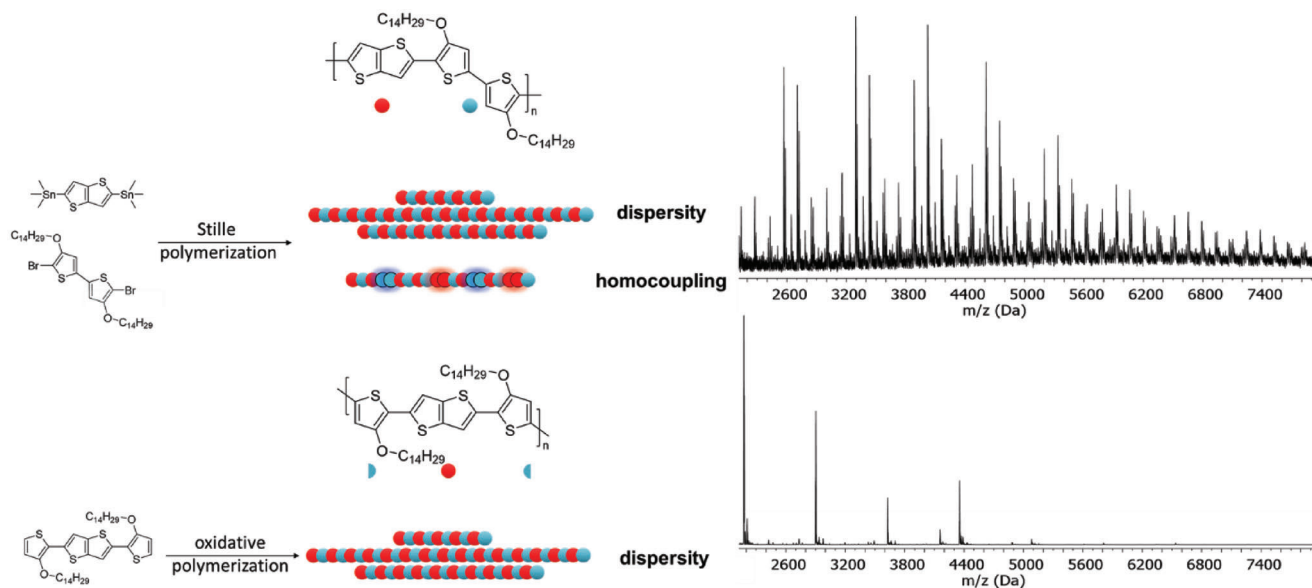 C₁₄H₂₉—O
S
S
S
S
n
O—C₁₄H₂₉
Sn
S
S
Sn
C₁₄H₂₉—O
Br
S
S
Br
O—C₁₄H₂₉
Stille
polymerization
dispersity
homocoupling
2600 3200 3800 4400 5000 5600 6200 6800 7400
m/z (Da)
C₁₄H₂₉—O
S
S
S
S
O—C₁₄H₂₉
n
C₁₄H₂₉—O
S
S
S
S
O—C₁₄H₂₉
oxidative
polymerization
dispersity
2600 3200 3800 4400 5000 5600 6200 6800 7400
m/z (Da)